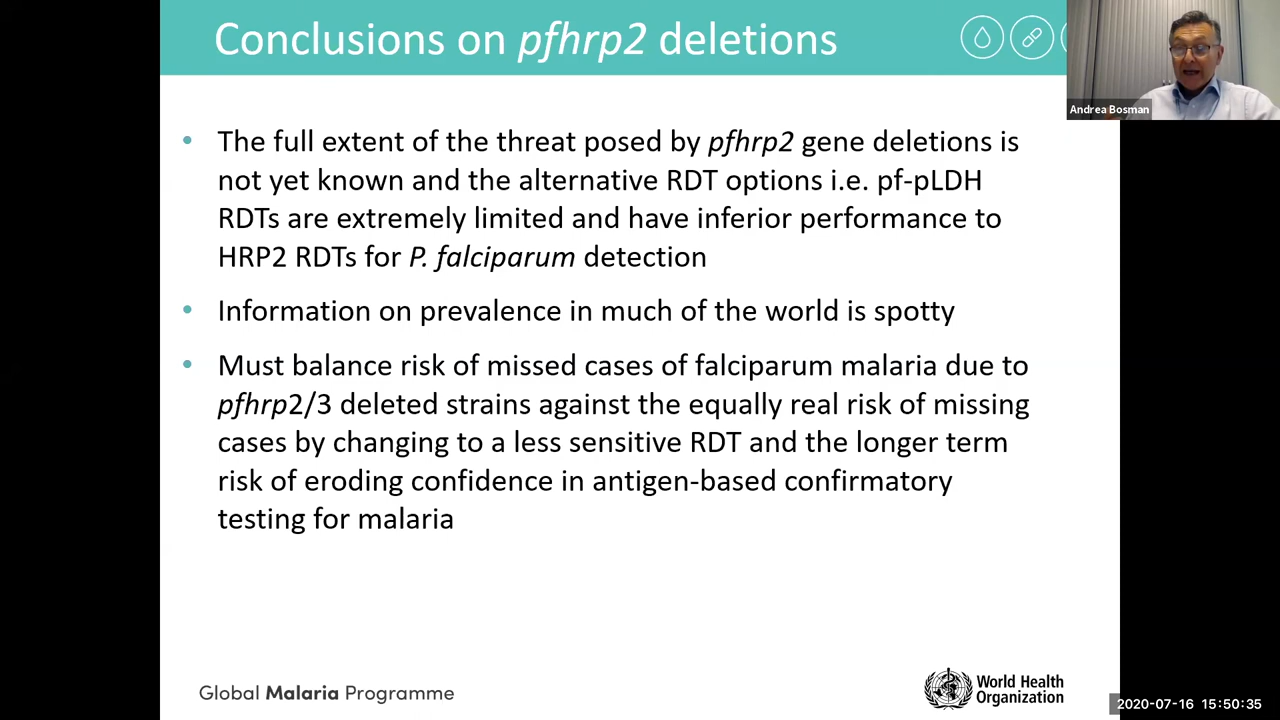 Conclusions on pfhrp2 deletions
Andrea Bosman
• The full extent of the threat posed by pfhrp2 gene deletions is
not yet known and the alternative RDT options i.e. pf-pLDH
RDTs are extremely limited and have inferior performance to
HRP2 RDTs for P. falciparum detection
• Information on prevalence in much of the world is spotty
• Must balance risk of missed cases of falciparum malaria due to
pfhrp2/3 deleted strains against the equally real risk of missing
cases by changing to a less sensitive RDT and the longer term
risk of eroding confidence in antigen-based confirmatory
testing for malaria
Global Malaria Programme
World Health
Organization
2020-07-16 15:50:35